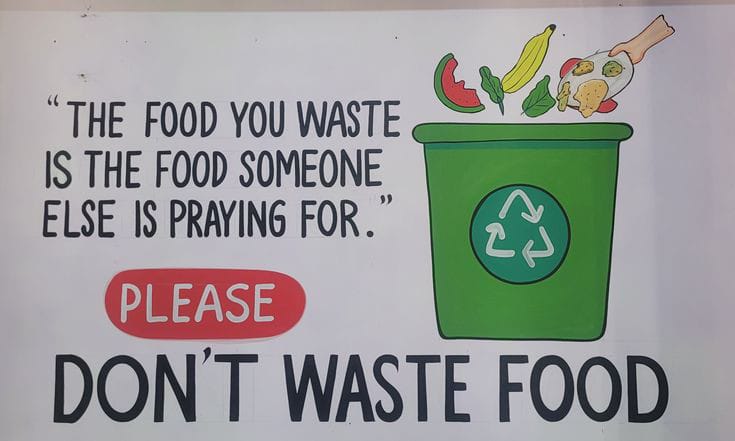 “THE FOOD YOU WASTE
IS THE FOOD SOMEONE
ELSE IS PRAYING FOR.”
PLEASE
DON'T WASTE FOOD